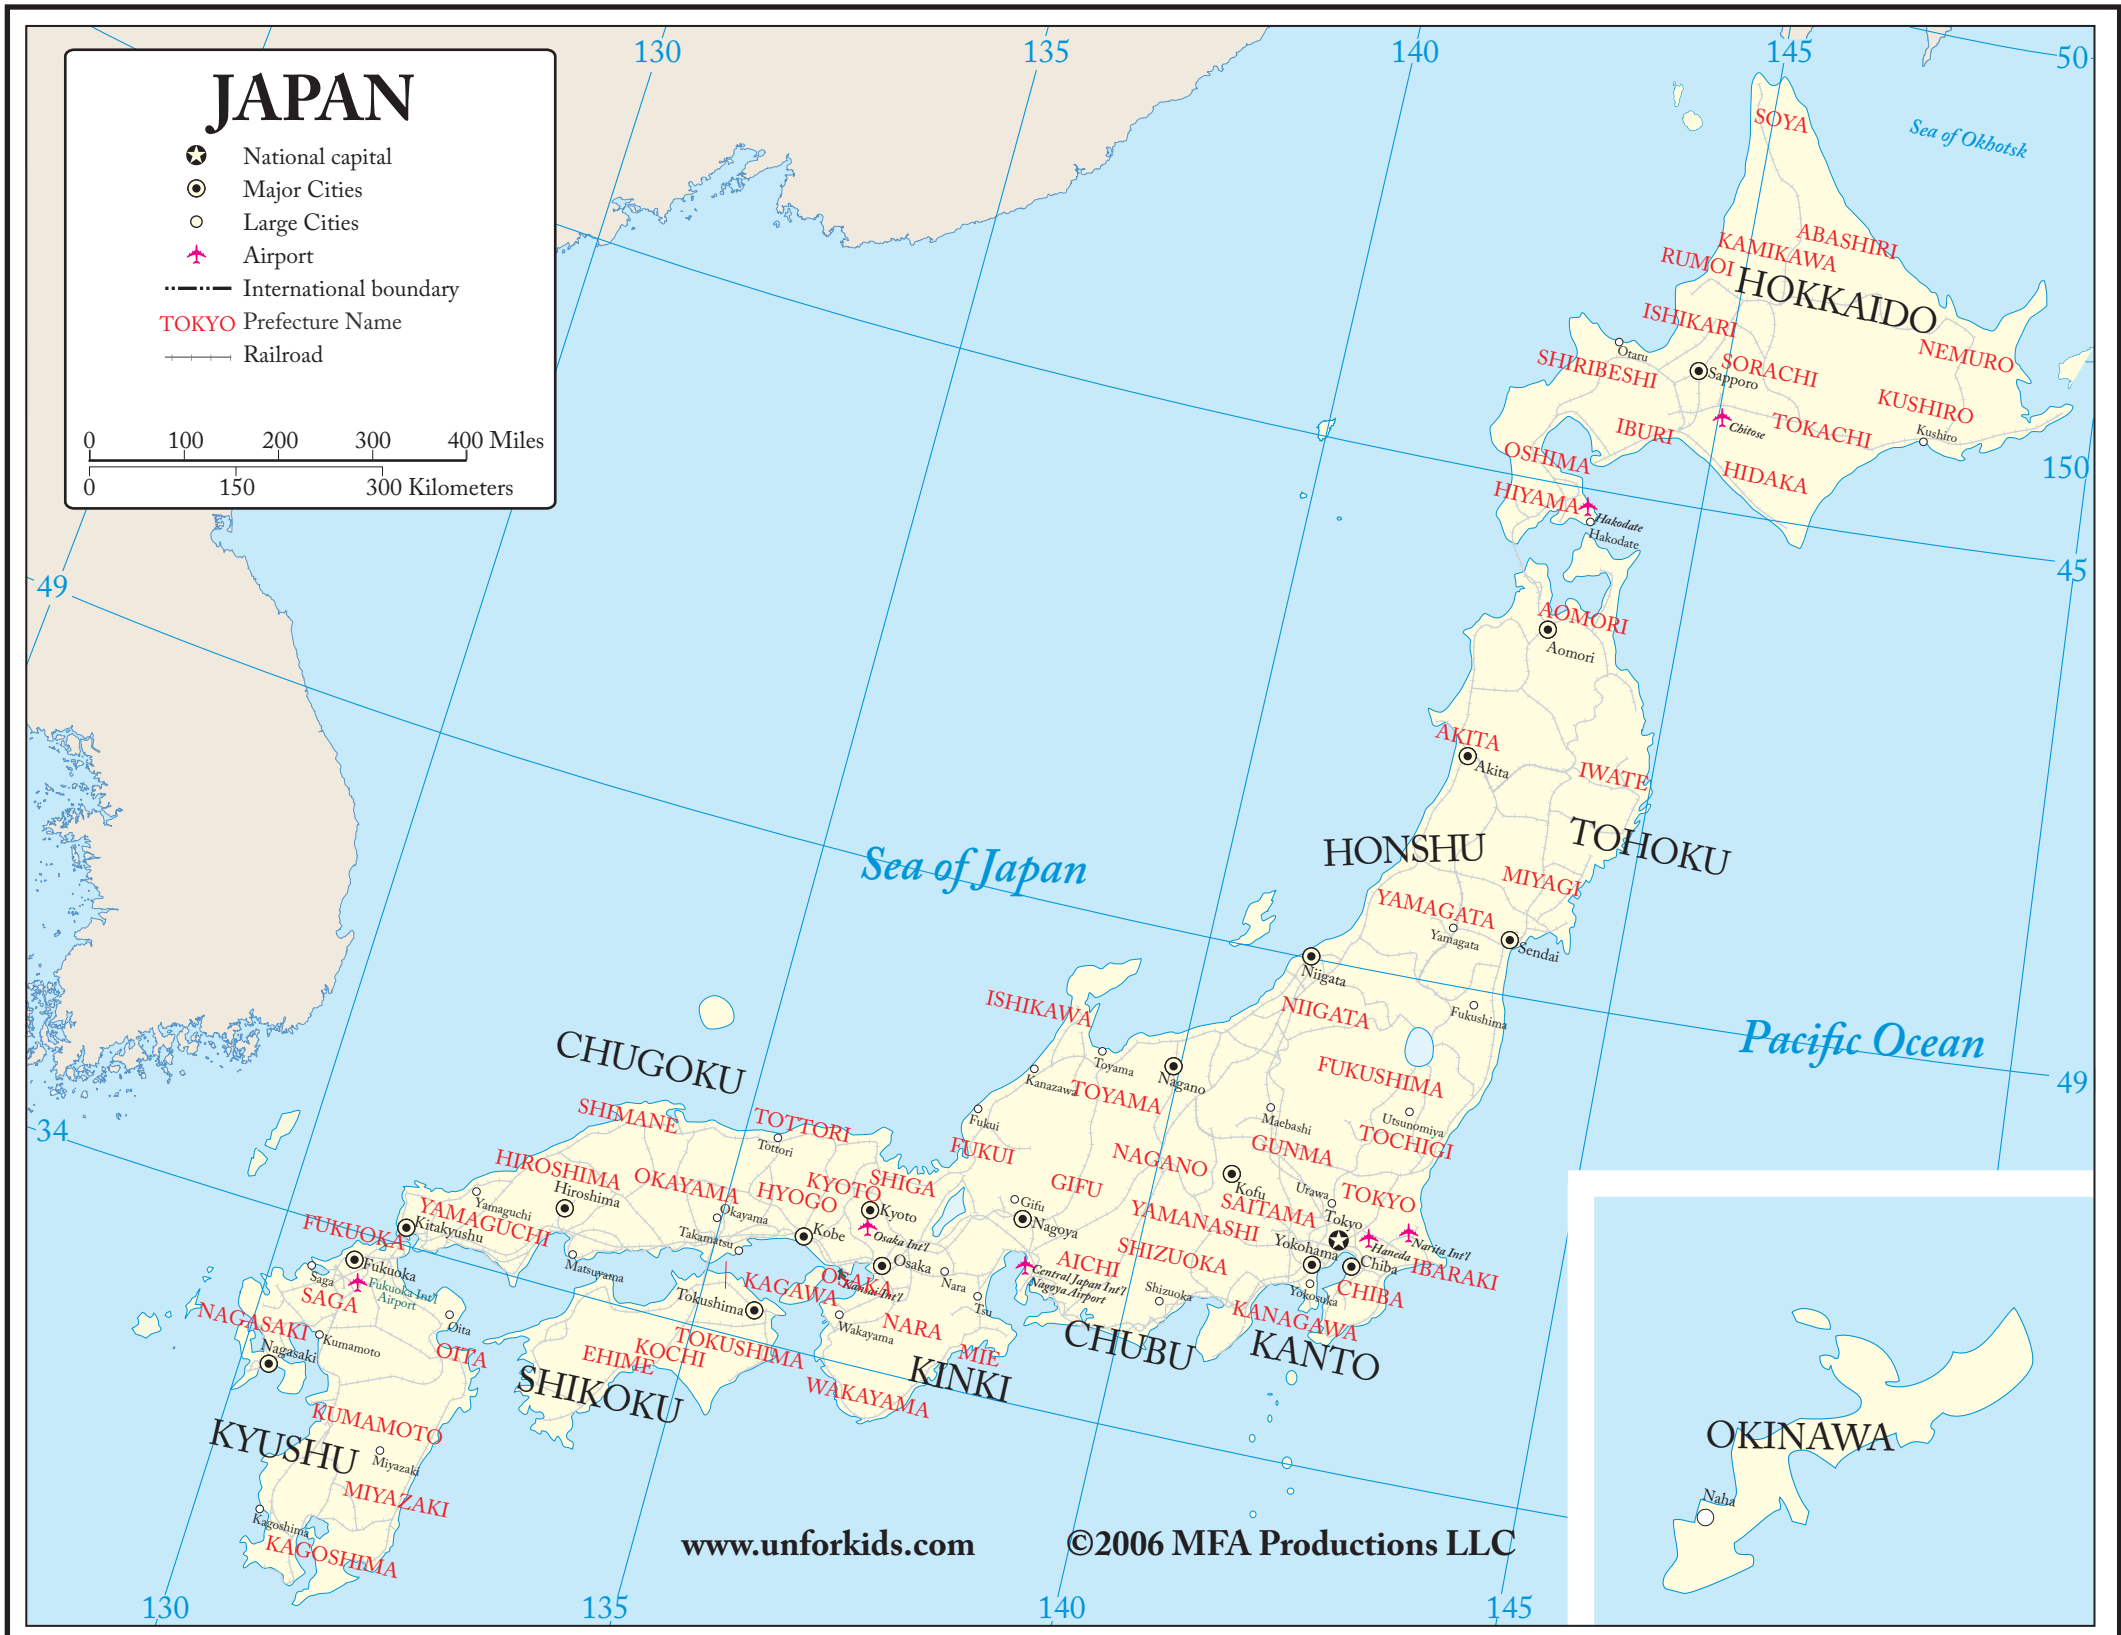 JAPAN
National capital
Major Cities
Large Cities
Airport
International boundary
TOKYO Prefecture Name
Railroad
0 100 200 300 400 Miles
0 150 300 Kilometers
130
135
140
145
50
Sea of Okhotsk
SOYA
ABASHIRI
KAMIKAWA
RUMOI
HOKKAIDO
ISHIKARI
NEMURO
Otaru
SHIRIBESHI
SORACHI
Sapporo
KUSHIRO
Kushiro
Chitose
TOKACHI
IBURI
OSHIMA
HIDAKA
150
HIYAMA
Hakodate
Hakodate
45
49
AOMORI
Aomori
AKITA
Akita
IWATE
HONSHU
TOHOKU
Sea of Japan
MIYAGI
YAMAGATA
Yamagata
Sendai
Niigata
NIIGATA
Fukushima
ISHIKAWA
Pacific Ocean
CHUGOKU
Toyama
Nagano
Kanazawa
TOYAMA
FUKUSHIMA
49
34
SHIMANE
TOTTORI
Tottori
Fukui
FUKUI
Maebashi
GUNMA
Utsunomiya
TOCHIGI
HIROSHIMA
Hiroshima
OKAYAMA
Okayama
HYOGO
KYOTO
SHIGA
Kyoto
NAGANO
GIFU
Gifu
Nagoya
Kofu
SAITAMA
Urawa
TOKYO
Tokyo
YAMANASHI
Yamaguchi
YAMAGUCHI
FUKUOKA
Kitakyushu
Takamatsu
Kobe
Osaka Int'l
Osaka
OSAKA
Kansai Int'l
Nara
Tsu
AICHI
SHIZUOKA
Shizuoka
Central Japan Int'l
Nagoya Airport
Yokohama
Haneda
Narita Int'l
Chiba
IBARAKI
CHIBA
Yokosuka
KANAGAWA
Fukuoka
Fukuoka Int'l
Airport
Saga
SAGA
Matsuyama
KAGAWA
Tokushima
TOKUSHIMA
Wakayama
NARA
MIE
NAGASAKI
Nagasaki
Kumamoto
Oita
OITA
EHIME
KOCHI
SHIKOKU
WAKAYAMA
KINKI
CHUBU
KANTO
KUMAMOTO
KYUSHU
Miyazaki
MIYAZAKI
Kagoshima
KAGOSHIMA
OKINAWA
Naha
www.unforkids.com ©2006 MFA Productions LLC
130
135
140
145